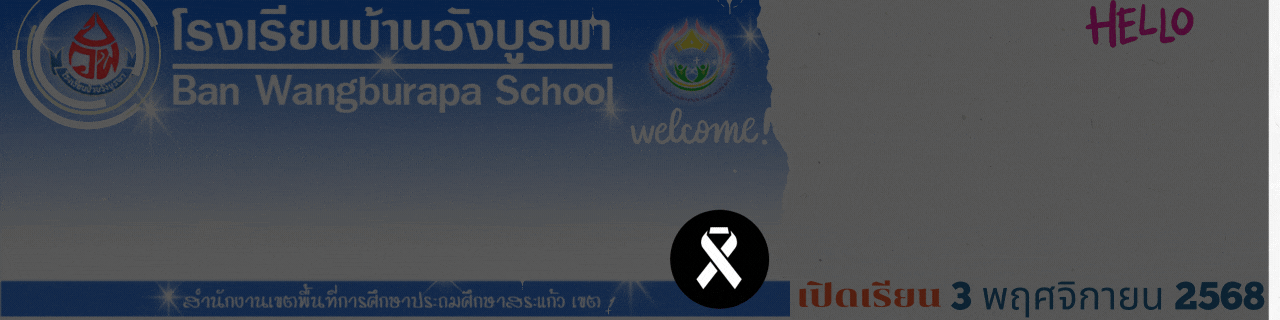 โรงเรียนบ้านวังบูรพา
Ban Wangburapa School
welcome!
HELLO
สำนักงานเขตพื้นที่การศึกษาประถมศึกษาสระแก้ว เขต
เปิดเรียน 3 พฤศจิกายน 2568